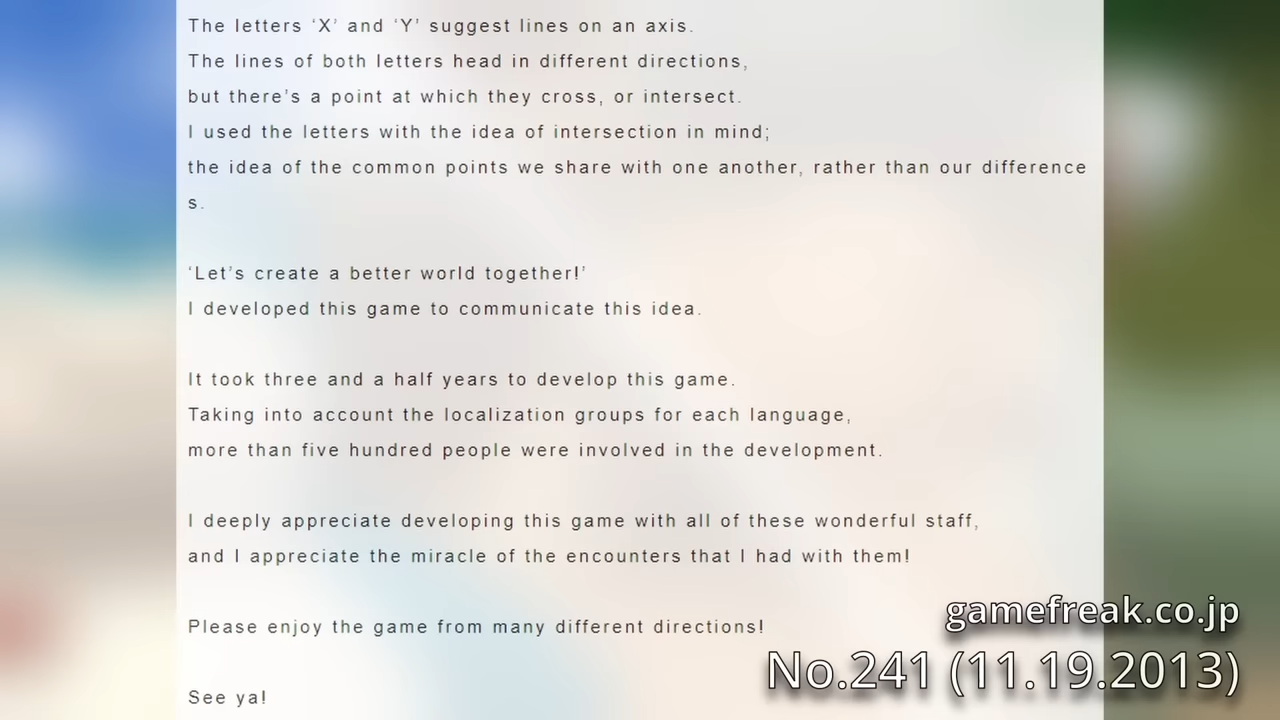 The letters ‘X’ and ‘Y’ suggest lines on an axis.
The lines of both letters head in different directions,
but there’s a point at which they cross, or intersect.
I used the letters with the idea of intersection in mind;
the idea of the common points we share with one another, rather than our difference
s.
‘Let’s create a better world together!’
I developed this game to communicate this idea.
It took three and a half years to develop this game.
Taking into account the localization groups for each language,
more than five hundred people were involved in the development.
I deeply appreciate developing this game with all of these wonderful staff,
and I appreciate the miracle of the encounters that I had with them!
Please enjoy the game from many different directions!
See ya!
gamefreak.co.jp
No.241 (11.19.2013)